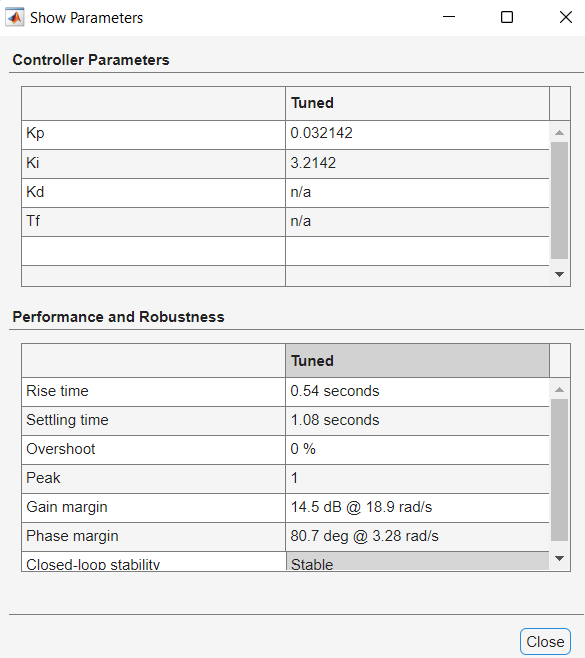 Show Parameters
Controller Parameters
Tuned
Kp 0.032142
Ki 3.2142
Kd n/a
Tf n/a
Performance and Robustness
Tuned
Rise time 0.54 seconds
Settling time 1.08 seconds
Overshoot 0 %
Peak 1
Gain margin 14.5 dB @ 18.9 rad/s
Phase margin 80.7 deg @ 3.28 rad/s
Closed-loop stability Stable
Close